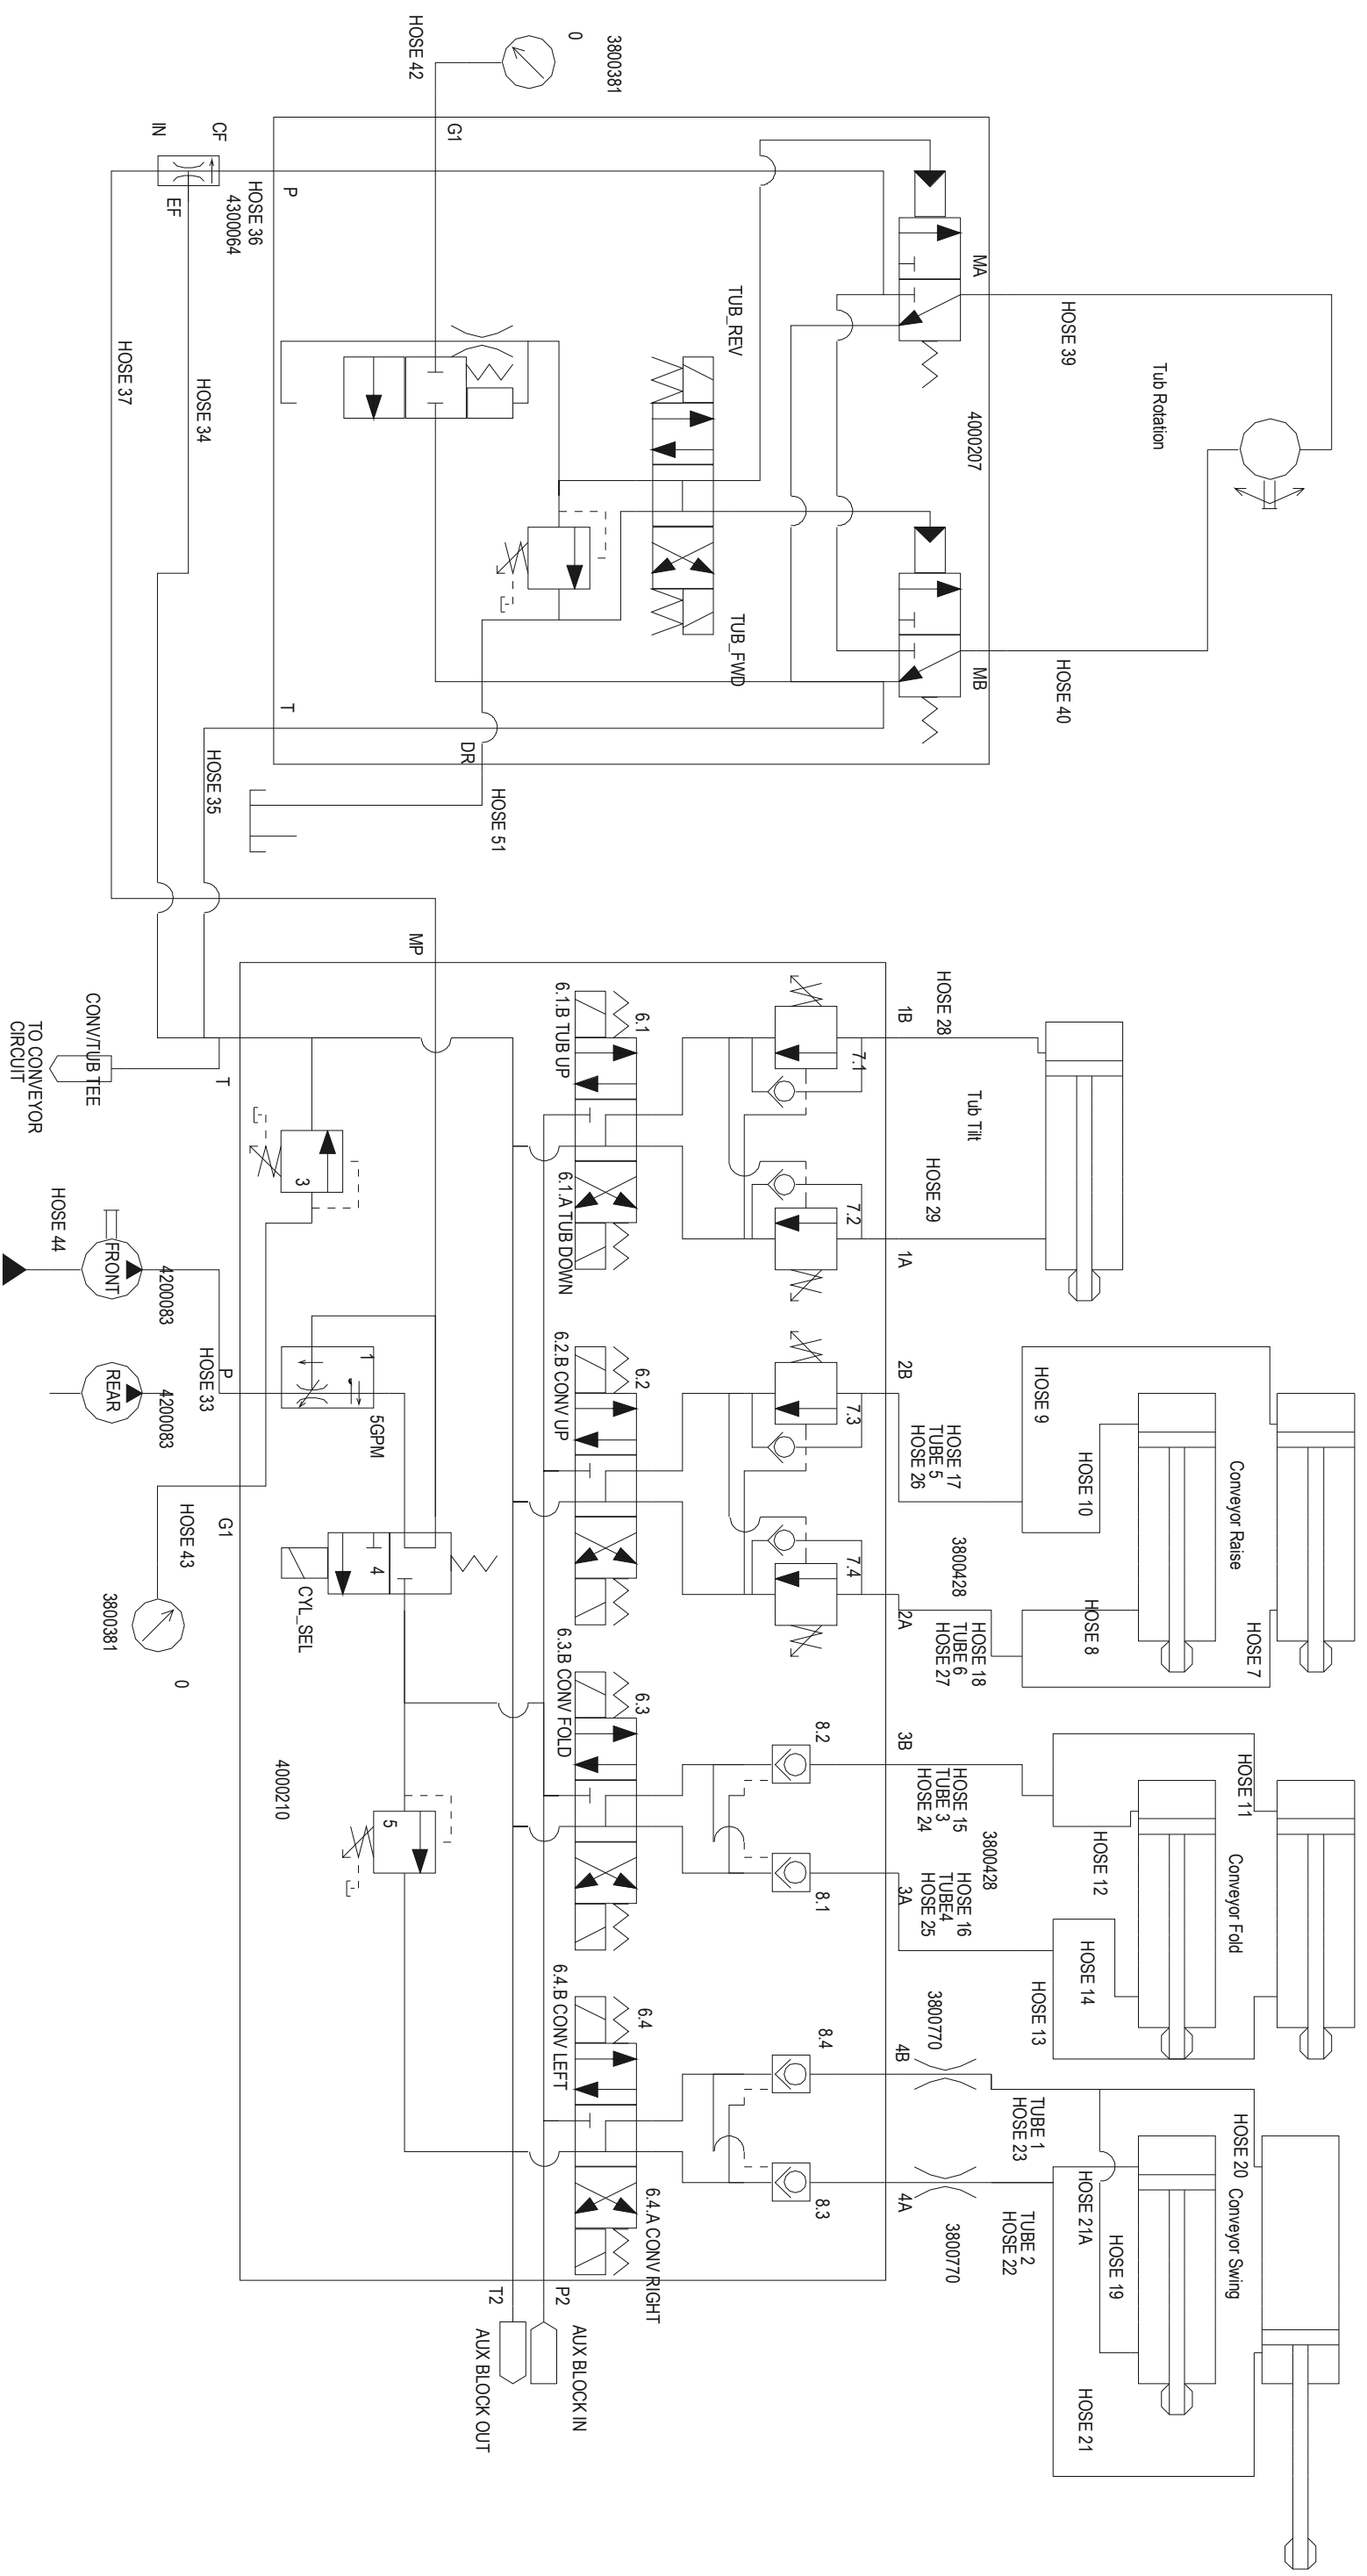 HOSE 42
0
3800381
G1
CF
IN
EF
HOSE 36
4300064
P
HOSE 37
HOSE 34
TUB_REV
TUB_FWD
MA
MB
4000207
HOSE 39
HOSE 40
Tub Rotation
T
DR
HOSE 35
HOSE 51
MP
CONV/TUB TEE
TO CONVEYOR
CIRCUIT
T
3
HOSE 44
FRONT
4200083
REAR
4200083
HOSE 33
P
1
5GPM
G1
HOSE 43
3800381
0
4
CYL_SEL
5
4000210
6.1
6.1.B TUB UP
6.1.A TUB DOWN
7.1
7.2
1B
1A
HOSE 28
HOSE 29
Tub Tilt
6.2
6.2.B CONV UP
7.3
7.4
2B
2A
HOSE 17
TUBE 5
HOSE 26
3800428
HOSE 18
TUBE 6
HOSE 27
HOSE 9
HOSE 10
Conveyor Raise
HOSE 8
HOSE 7
6.3
6.3.B CONV FOLD
8.2
8.1
3B
3A
HOSE 15
TUBE 3
HOSE 24
3800428
HOSE 16
TUBE4
HOSE 25
HOSE 11
HOSE 12
Conveyor Fold
HOSE 14
HOSE 13
6.4
6.4.B CONV LEFT
6.4.A CONV RIGHT
8.4
8.3
4B
4A
3800770
3800770
TUBE 1
HOSE 23
TUBE 2
HOSE 22
HOSE 20
Conveyor Swing
HOSE 21A
HOSE 19
HOSE 21
T2
P2
AUX BLOCK IN
AUX BLOCK OUT